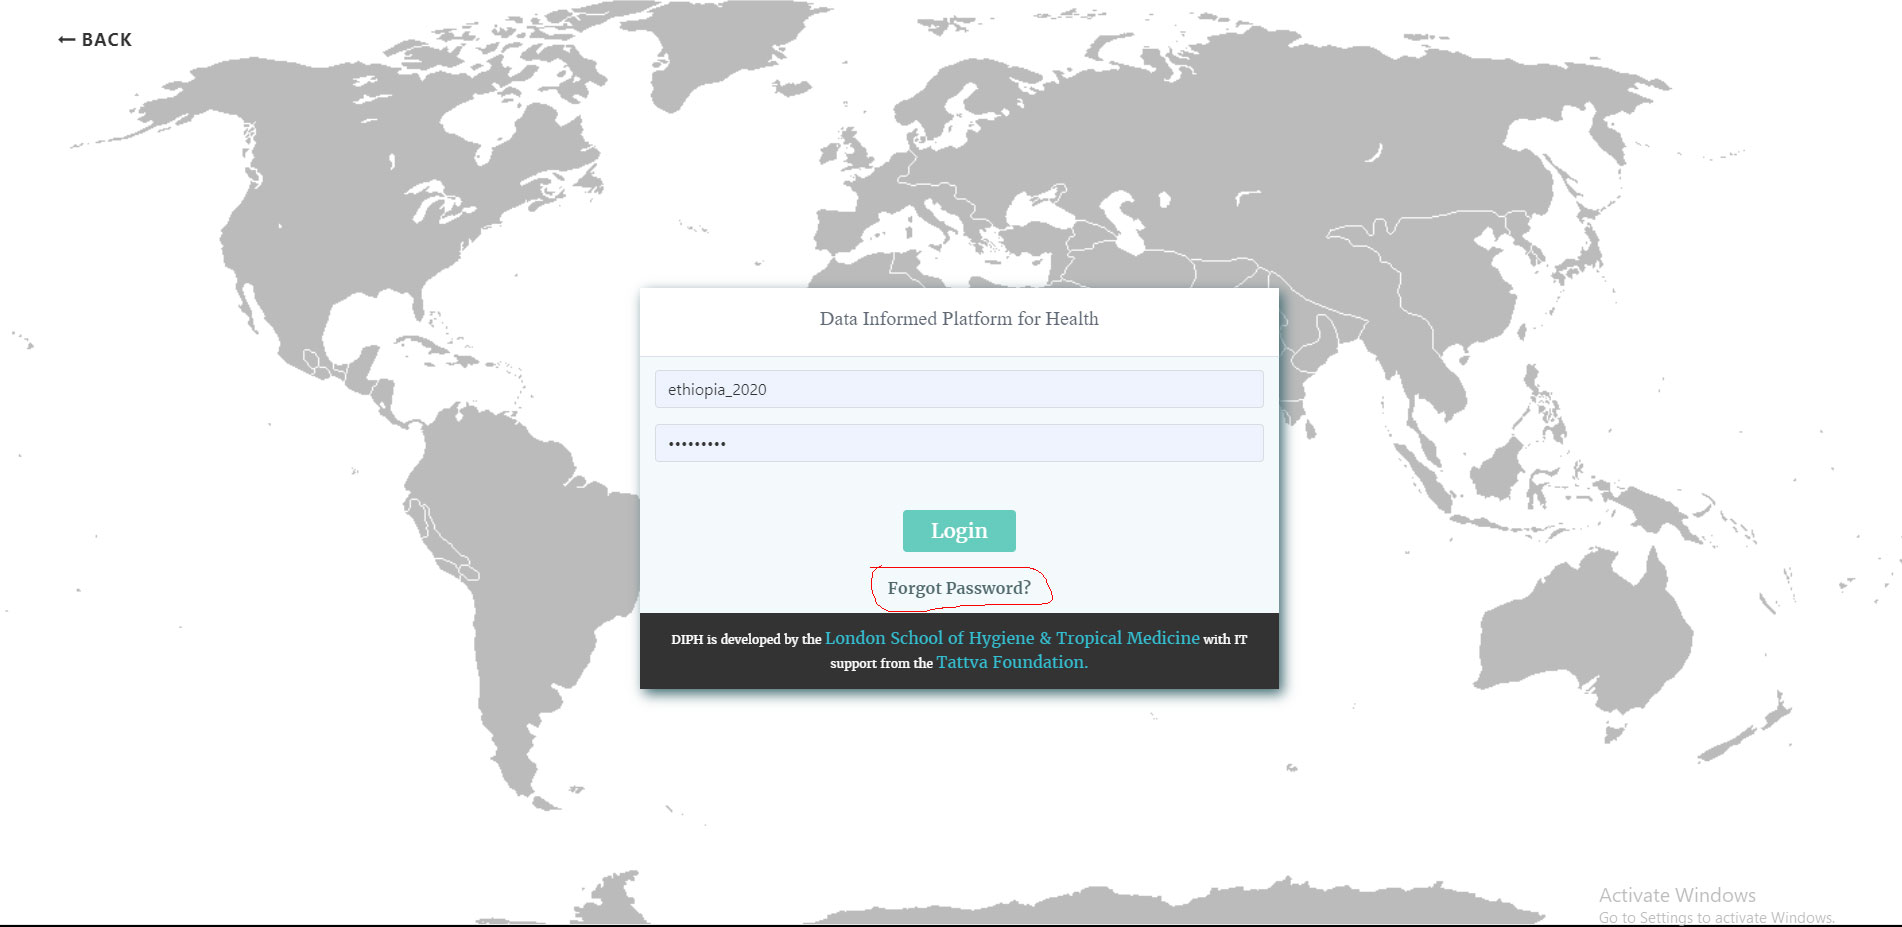 ← BACK
Data Informed Platform for Health
ethiopia_2020
•••••••••
Login
Forgot Password?
DIPH is developed by the London School of Hygiene & Tropical Medicine with IT
support from the Tattva Foundation.
Activate Windows
Go to Settings to activate Windows.